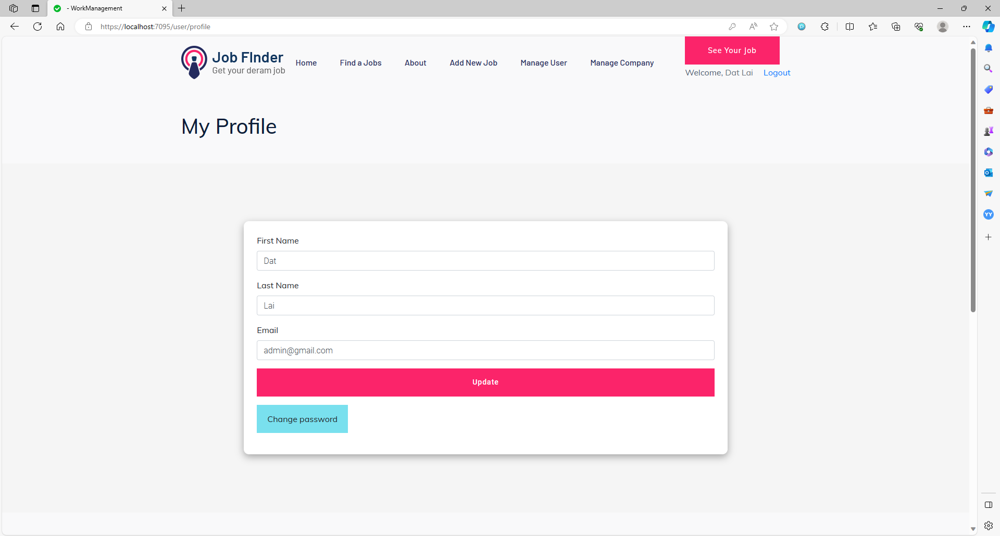 - WorkManagement
https://localhost:7095/user/profile
Job FInder
Get your deram job
Home
Find a Jobs
About
Add New Job
Manage User
Manage Company
See Your Job
Welcome, Dat Lai
Logout
My Profile
First Name
Dat
Last Name
Lai
Email
admin@gmail.com
Update
Change password
YY